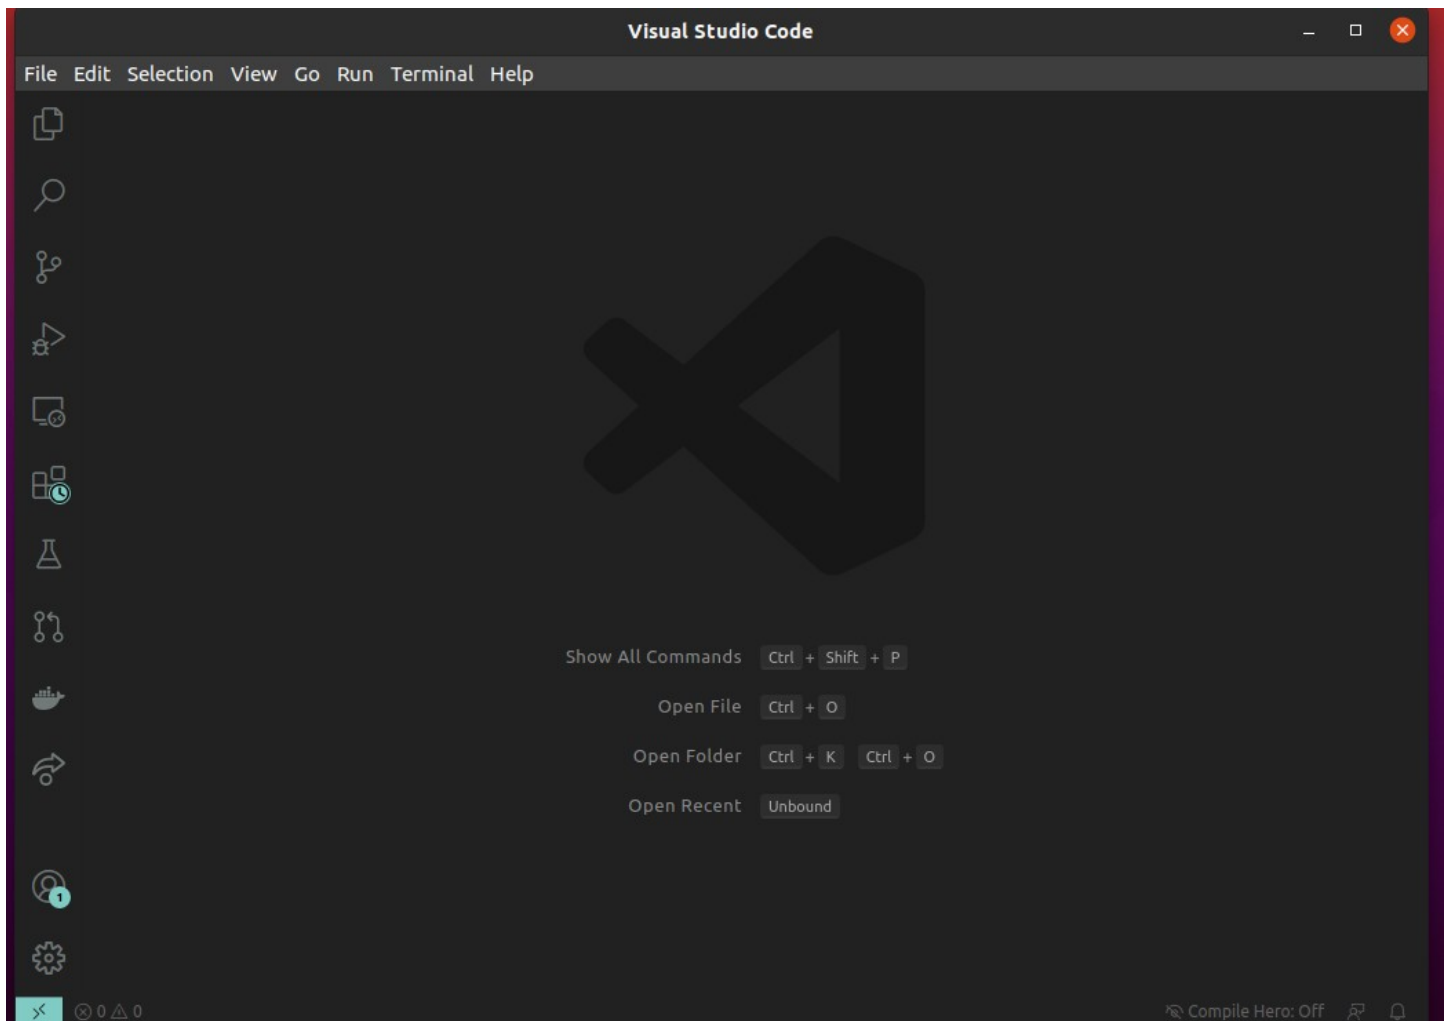 Visual Studio Code
File Edit Selection View Go Run Terminal Help
Show All Commands Ctrl + Shift + P
Open File Ctrl + O
Open Folder Ctrl + K Ctrl + O
Open Recent Unbound
1
0 0 Compile Hero: Off